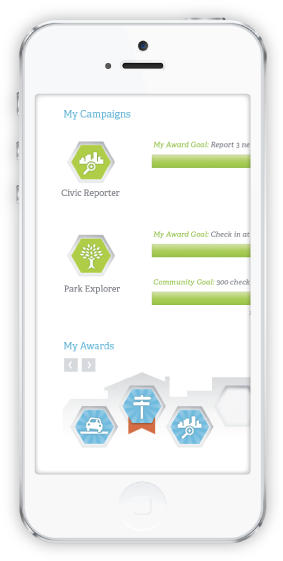 My Campaigns
My Award Goal: Report 3 ne
Civic Reporter
My Award Goal: Check in at
Community Goal: 300 check
Park Explorer
My Awards